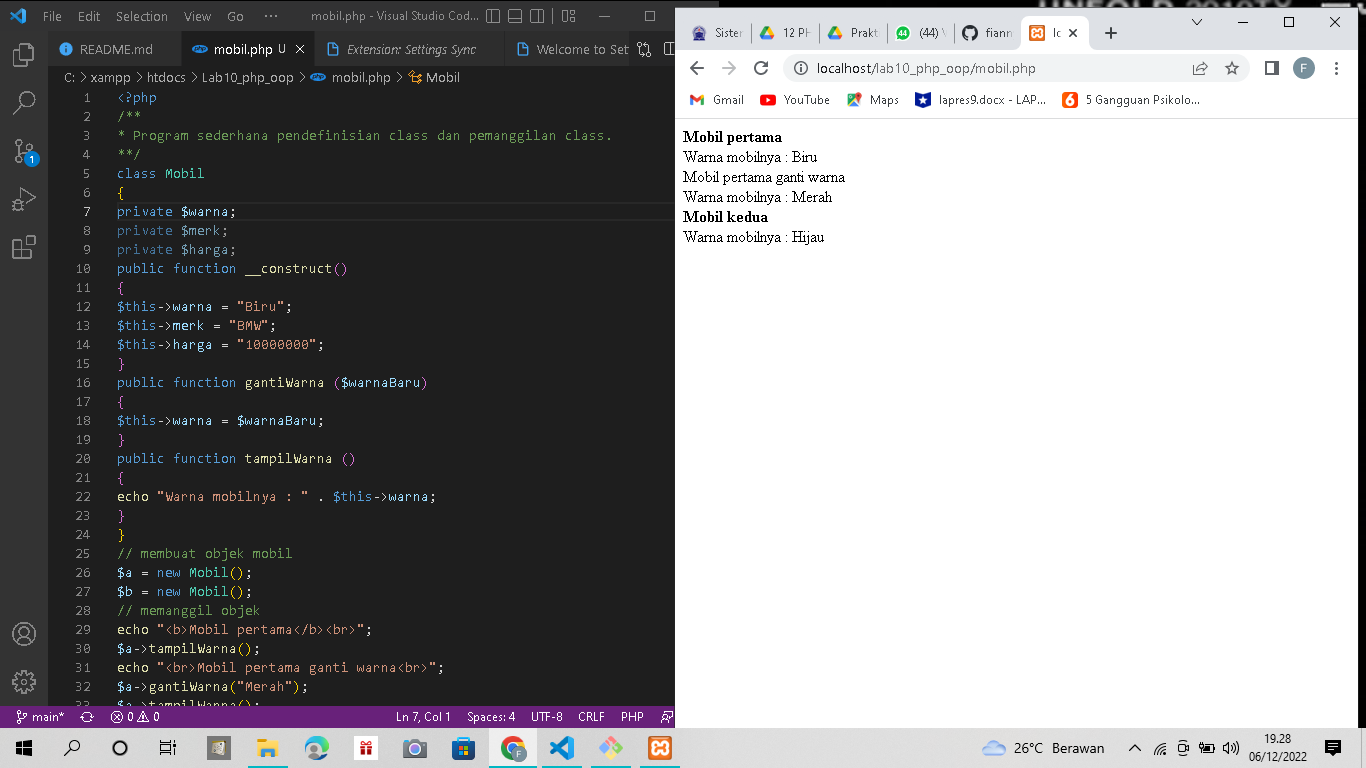 File Edit Selection View Go ··· mobil.php - Visual Studio Cod...
README.md mobil.php U Extension: Settings Sync Welcome to Set
C: > xampp > htdocs > Lab10_php_oop > mobil.php > Mobil
1 <?php
2 /**
3 * Program sederhana pendefinisian class dan pemanggilan class.
4 **/
5 class Mobil
6 {
7 private $warna;
8 private $merk;
9 private $harga;
10 public function __construct()
11 {
12 $this->warna = "Biru";
13 $this->merk = "BMW";
14 $this->harga = "10000000";
15 }
16 public function gantiWarna ($warnaBaru)
17 {
18 $this->warna = $warnaBaru;
19 }
20 public function tampilWarna ()
21 {
22 echo "Warna mobilnya : " . $this->warna;
23 }
24 }
25 // membuat objek mobil
26 $a = new Mobil();
27 $b = new Mobil();
28 // memanggil objek
29 echo "<b>Mobil pertama</b><br>";
30 $a->tampilWarna();
31 echo "<br>Mobil pertama ganti warna<br>";
32 $a->gantiWarna("Merah");
33 $a->tampilWarna();
1
main* 0 0 Ln 7, Col 1 Spaces: 4 UTF-8 CRLF PHP
Sister 12 PH Prakt (44) fiann lo
localhost/lab10_php_oop/mobil.php F
Gmail YouTube Maps lapres9.docx - LAP... 5 Gangguan Psikolo...
Mobil pertama
Warna mobilnya : Biru
Mobil pertama ganti warna
Warna mobilnya : Merah
Mobil kedua
Warna mobilnya : Hijau
26°C Berawan 19.28
06/12/2022